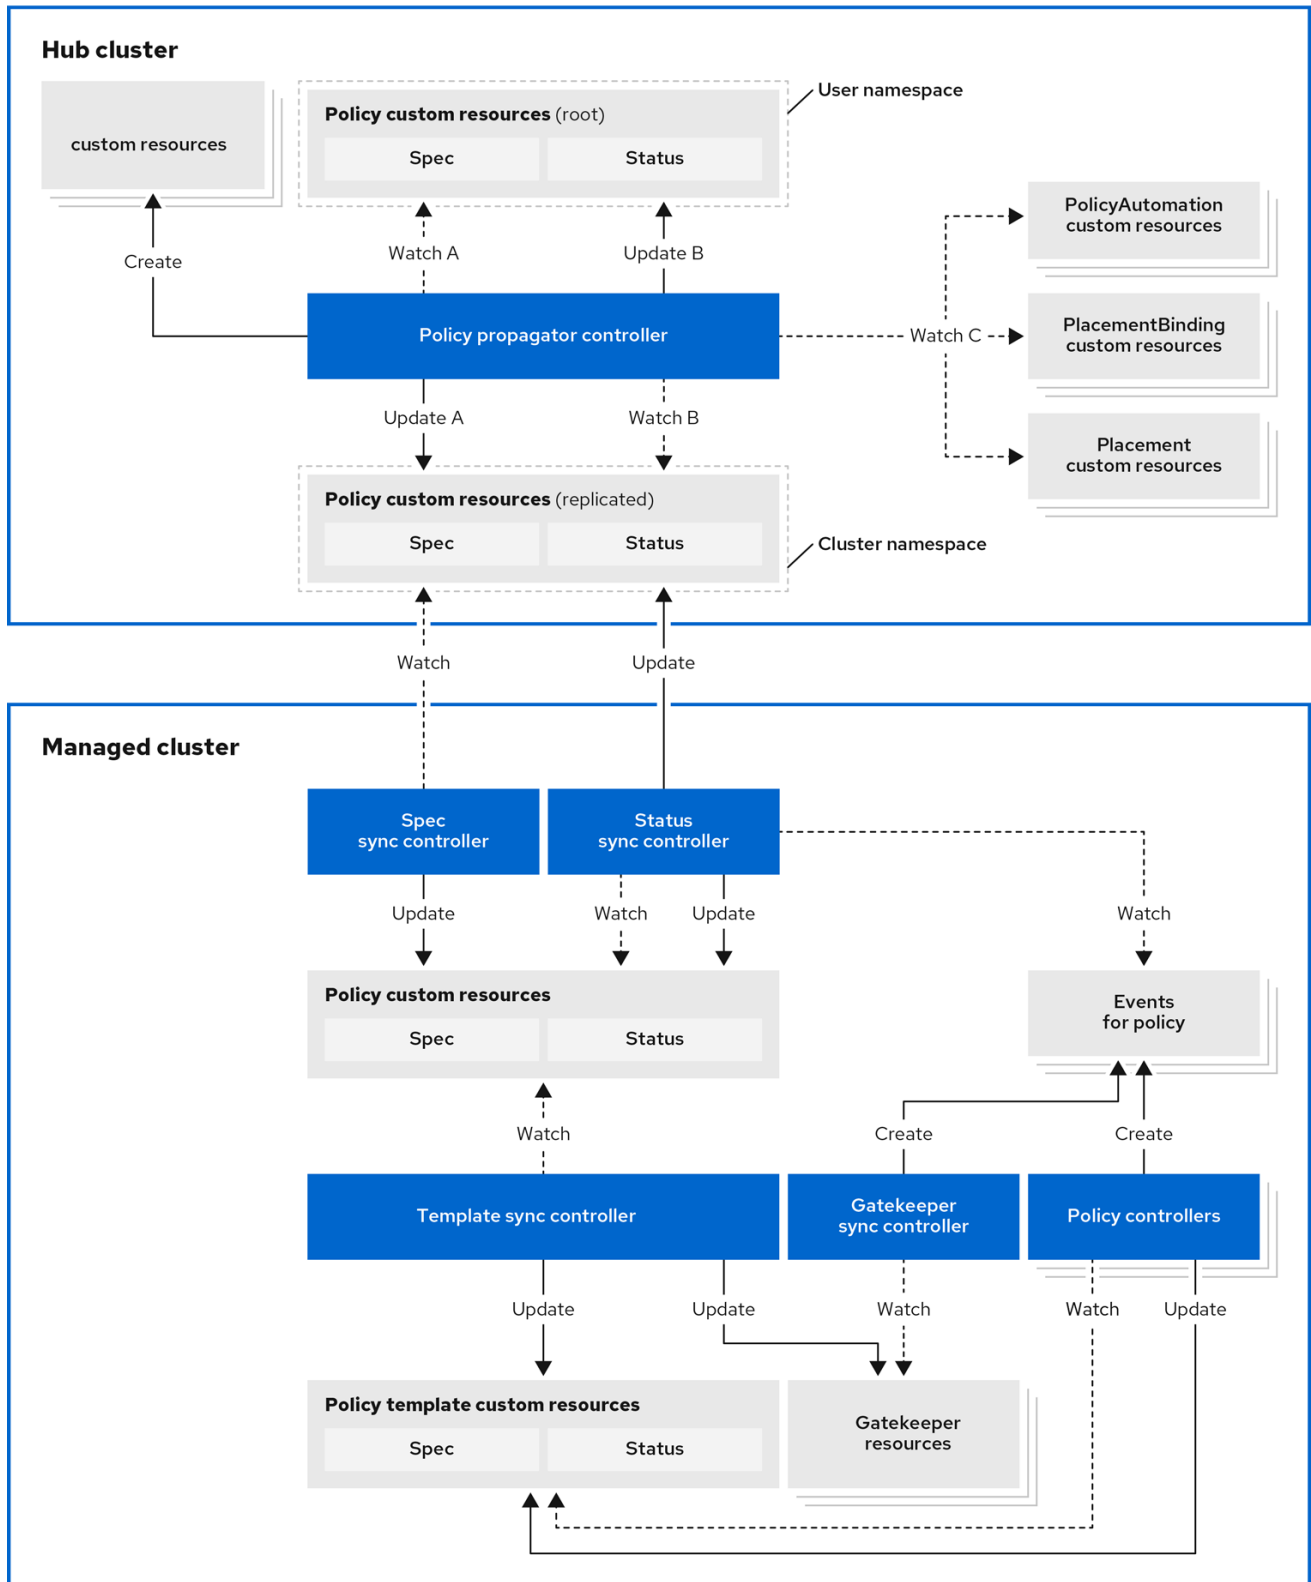 Hub cluster
User namespace
Policy custom resources (root)
custom resources
Spec
Status
PolicyAutomation
custom resources
Create
Watch A
Update B
Policy propagator controller
Watch C
PlacementBinding
custom resources
Update A
Watch B
Placement
custom resources
Policy custom resources (replicated)
Spec
Status
Cluster namespace
Watch
Update
Managed cluster
Spec
sync controller
Status
sync controller
Update
Watch
Update
Watch
Policy custom resources
Spec
Status
Events
for policy
Watch
Create
Create
Template sync controller
Gatekeeper
sync controller
Policy controllers
Update
Update
Watch
Watch
Update
Policy template custom resources
Spec
Status
Gatekeeper
resources